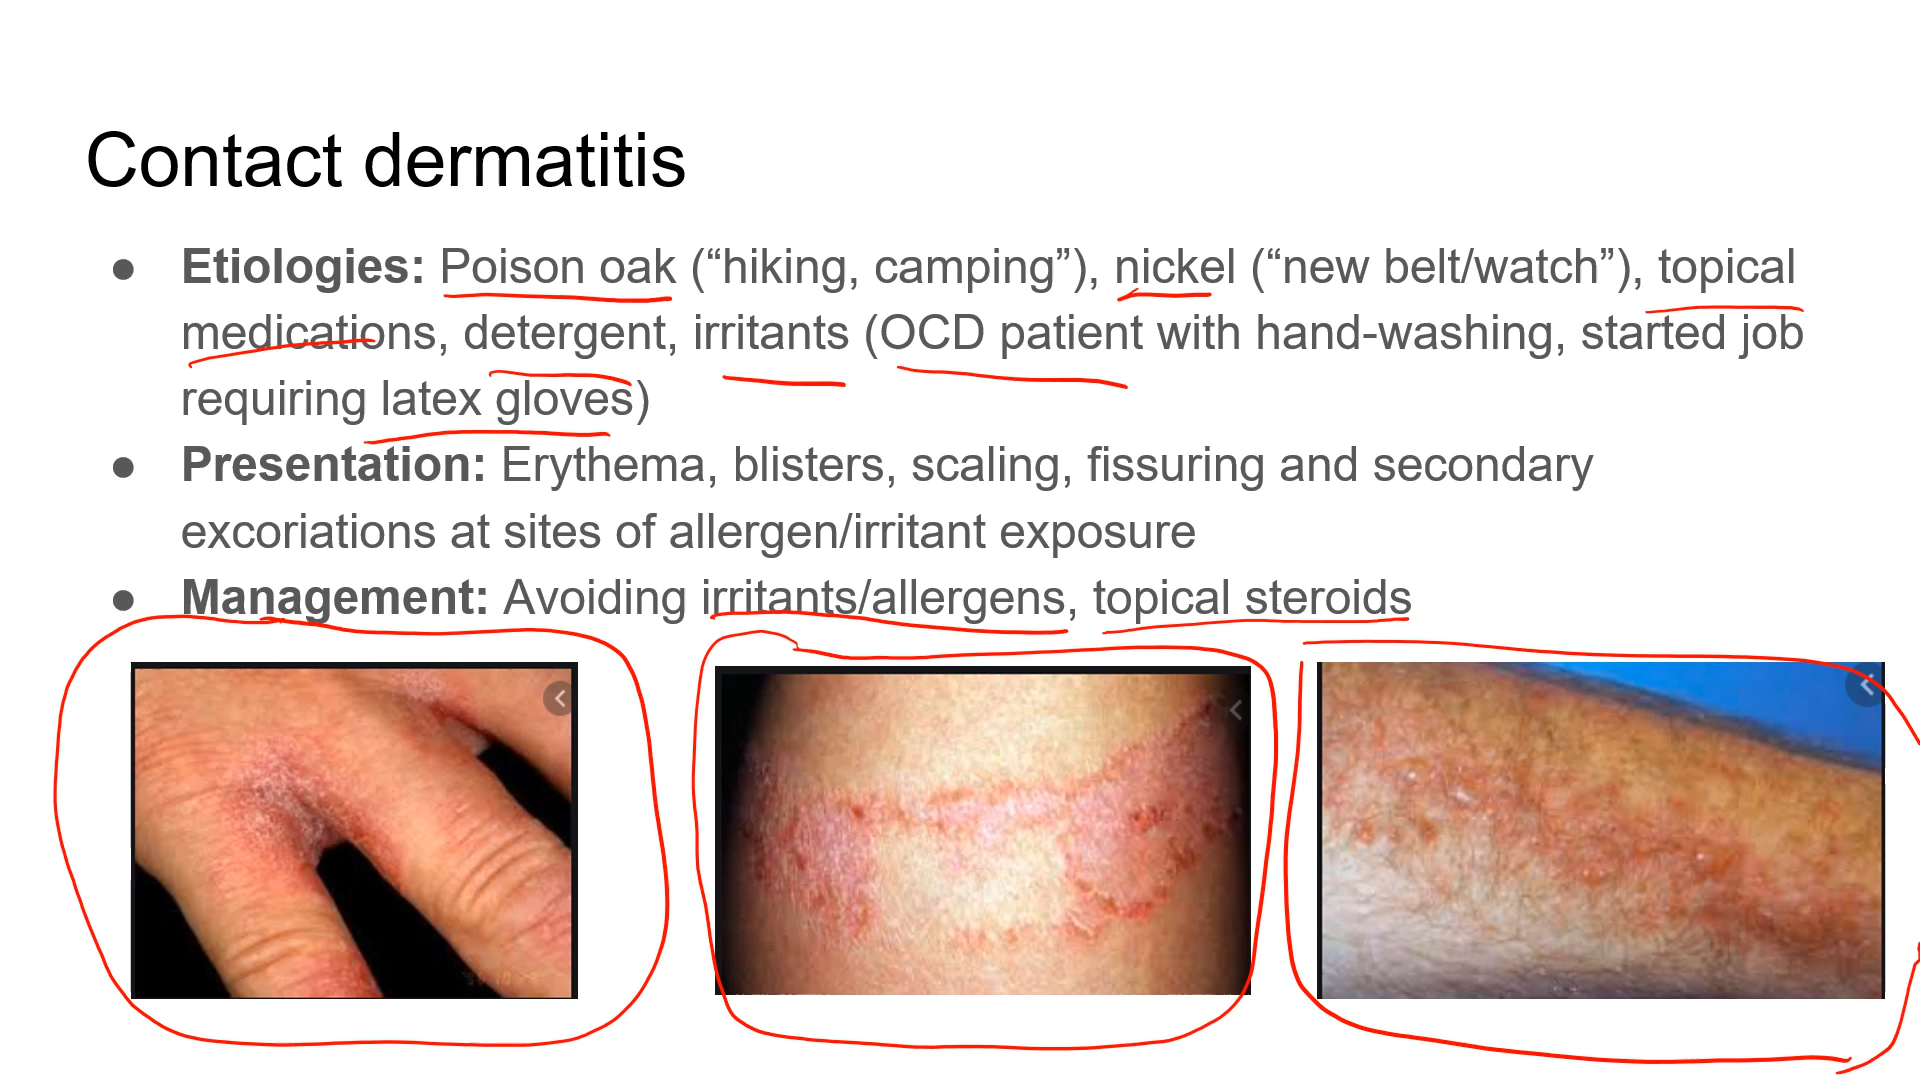 Contact dermatitis
● Etiologies: Poison oak (“hiking, camping”), nickel (“new belt/watch”), topical
medications, detergent, irritants (OCD patient with hand-washing, started job
requiring latex gloves)
● Presentation: Erythema, blisters, scaling, fissuring and secondary
excoriations at sites of allergen/irritant exposure
● Management: Avoiding irritants/allergens, topical steroids